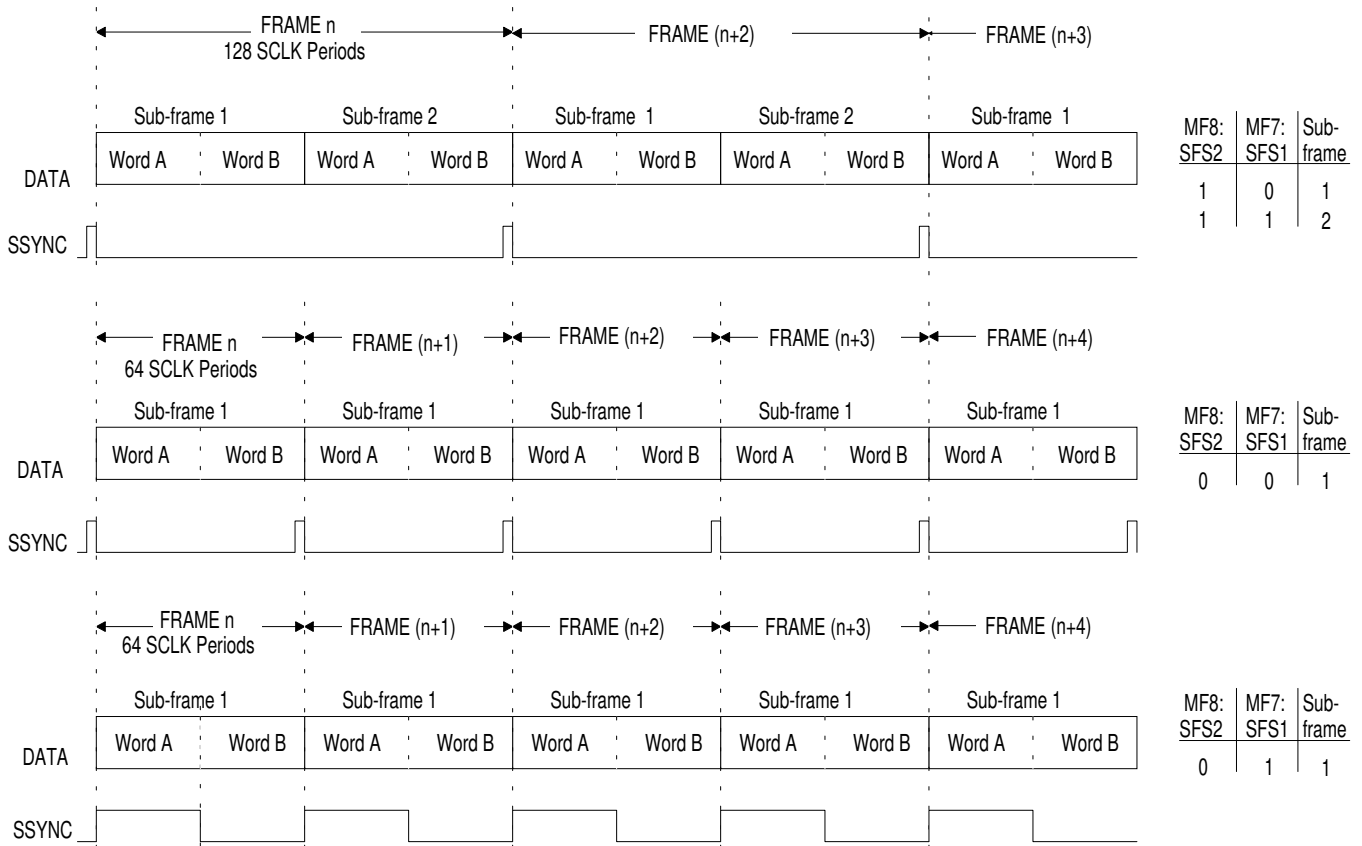 FRAME n
128 SCLK Periods
FRAME (n+2)
FRAME (n+3)
Sub-frame 1
Sub-frame 2
Sub-frame 1
Sub-frame 2
Sub-frame 1
DATA
Word A
Word B
Word A
Word B
Word A
Word B
Word A
Word B
Word A
Word B
SSYNC
MF8: MF7: Sub-
SFS2 SFS1 frame
1 0 1
1 1 2
FRAME n
64 SCLK Periods
FRAME (n+1)
FRAME (n+2)
FRAME (n+3)
FRAME (n+4)
Sub-frame 1
Sub-frame 1
Sub-frame 1
Sub-frame 1
Sub-frame 1
DATA
Word A
Word B
Word A
Word B
Word A
Word B
Word A
Word B
Word A
Word B
SSYNC
MF8: MF7: Sub-
SFS2 SFS1 frame
0 0 1
FRAME n
64 SCLK Periods
FRAME (n+1)
FRAME (n+2)
FRAME (n+3)
FRAME (n+4)
Sub-frame 1
Sub-frame 1
Sub-frame 1
Sub-frame 1
Sub-frame 1
DATA
Word A
Word B
Word A
Word B
Word A
Word B
Word A
Word B
Word A
Word B
SSYNC
MF8: MF7: Sub-
SFS2 SFS1 frame
0 1 1